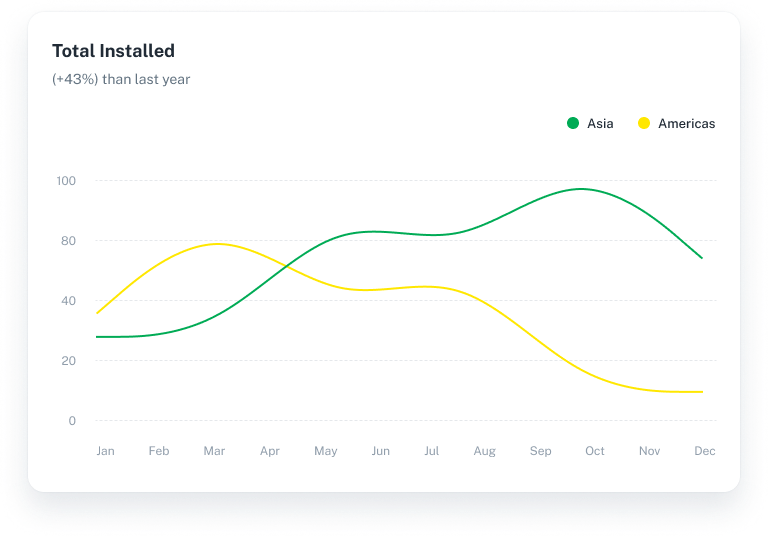 Total Installed
(+43%) than last year
Asia Americas
100
80
40
20
0
Jan Feb Mar Apr May Jun Jul Aug Sep Oct Nov Dec